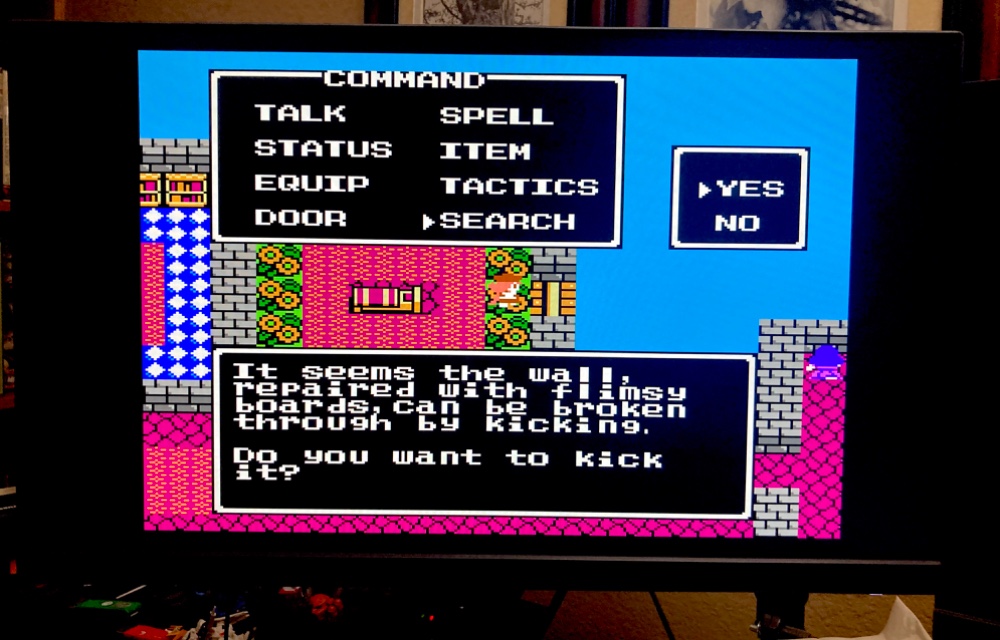 COMMAND
TALK SPELL
STATUS ITEM
EQUIP TACTICS
DOOR SEARCH
YES
NO
It seems the wall,
repaired with flimsy
boards,can be broken
through by kicking.
Do you want to kick
it?